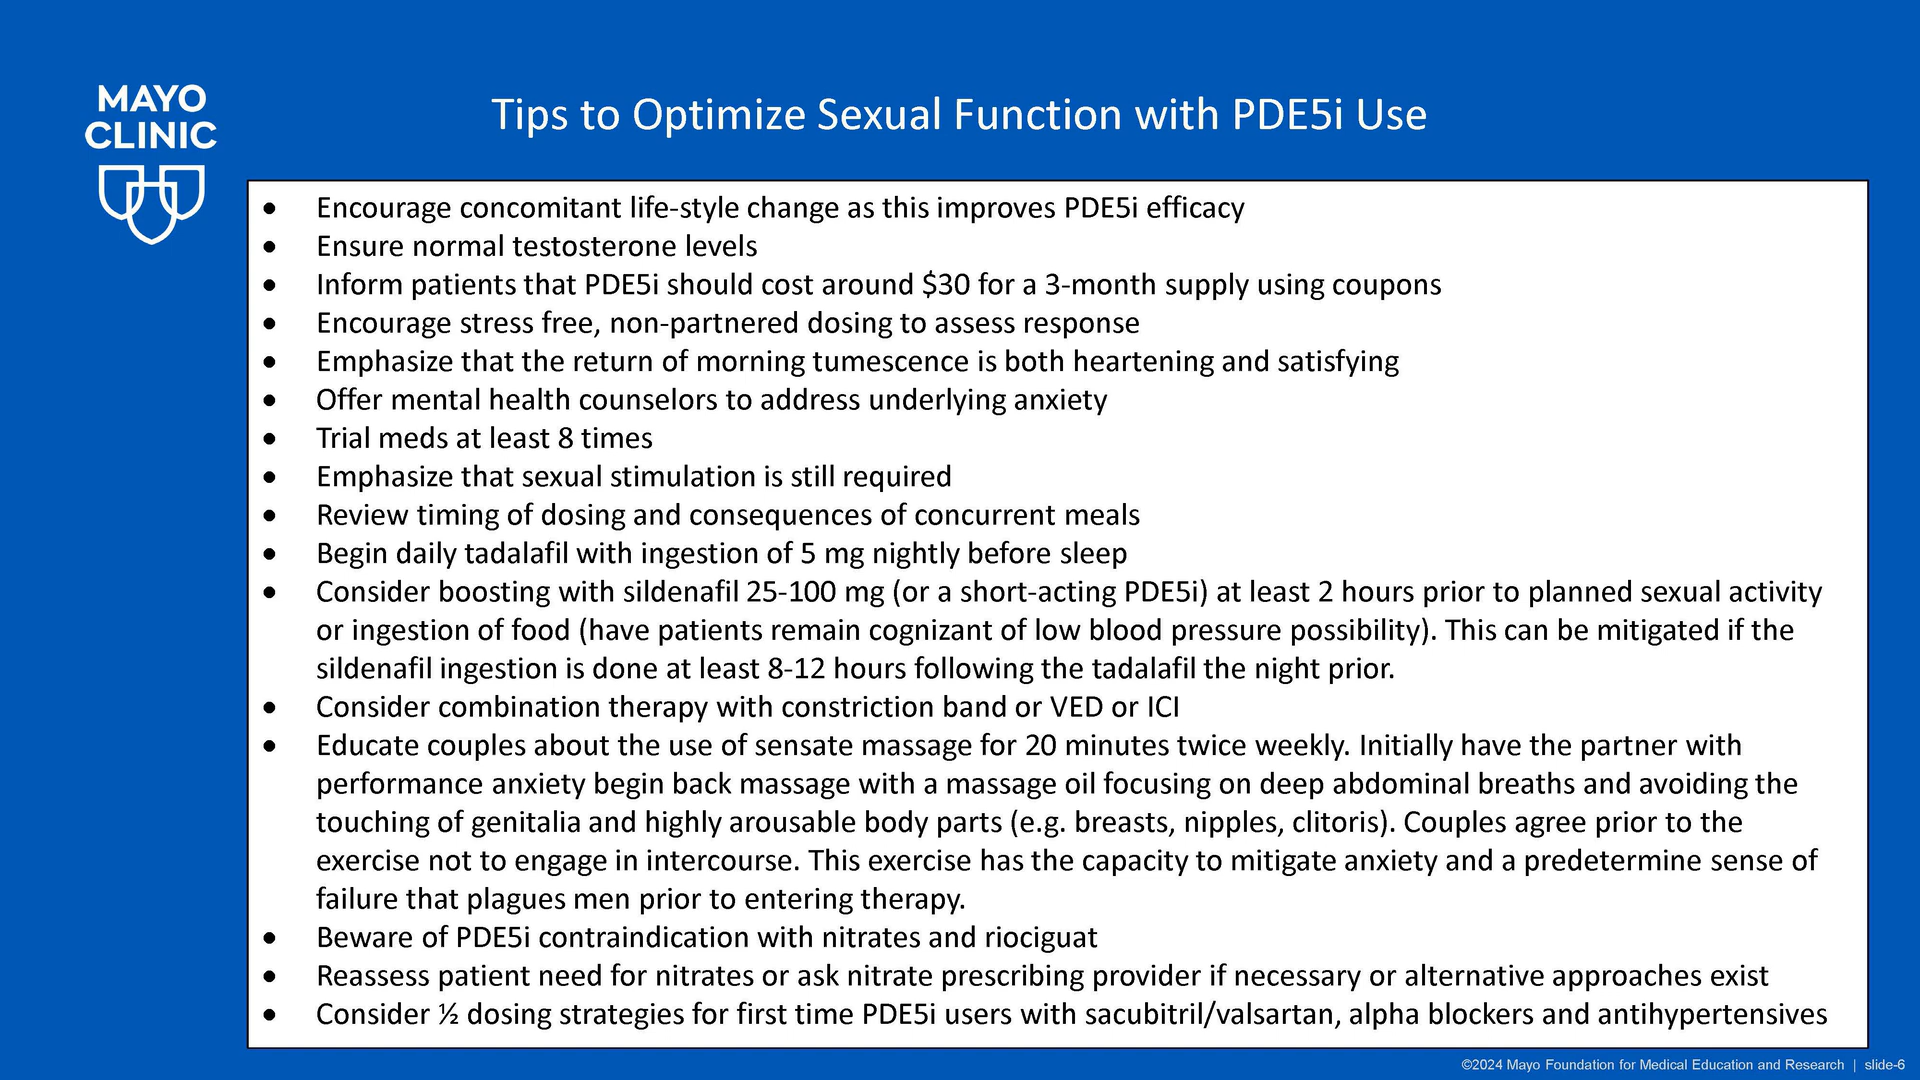 MAYO
CLINIC
Tips to Optimize Sexual Function with PDE5i Use
• Encourage concomitant life-style change as this improves PDE5i efficacy
• Ensure normal testosterone levels
• Inform patients that PDE5i should cost around $30 for a 3-month supply using coupons
• Encourage stress free, non-partnered dosing to assess response
• Emphasize that the return of morning tumescence is both heartening and satisfying
• Offer mental health counselors to address underlying anxiety
• Trial meds at least 8 times
• Emphasize that sexual stimulation is still required
• Review timing of dosing and consequences of concurrent meals
• Begin daily tadalafil with ingestion of 5 mg nightly before sleep
• Consider boosting with sildenafil 25-100 mg (or a short-acting PDE5i) at least 2 hours prior to planned sexual activity
or ingestion of food (have patients remain cognizant of low blood pressure possibility). This can be mitigated if the
sildenafil ingestion is done at least 8-12 hours following the tadalafil the night prior.
• Consider combination therapy with constriction band or VED or ICI
• Educate couples about the use of sensate massage for 20 minutes twice weekly. Initially have the partner with
performance anxiety begin back massage with a massage oil focusing on deep abdominal breaths and avoiding the
touching of genitalia and highly arousable body parts (e.g. breasts, nipples, clitoris). Couples agree prior to the
exercise not to engage in intercourse. This exercise has the capacity to mitigate anxiety and a predetermine sense of
failure that plagues men prior to entering therapy.
• Beware of PDE5i contraindication with nitrates and riociguat
• Reassess patient need for nitrates or ask nitrate prescribing provider if necessary or alternative approaches exist
• Consider ½ dosing strategies for first time PDE5i users with sacubitril/valsartan, alpha blockers and antihypertensives
©2024 Mayo Foundation for Medical Education and Research | slide-6